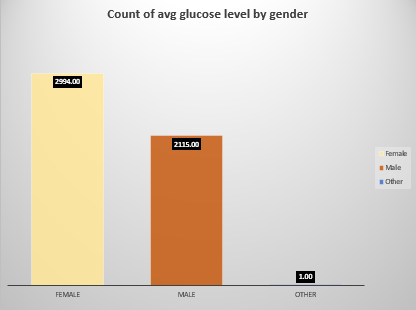 Count of avg glucose level by gender
2994.00
2115.00
1.00
Female
Male
Other
FEMALE
MALE
OTHER